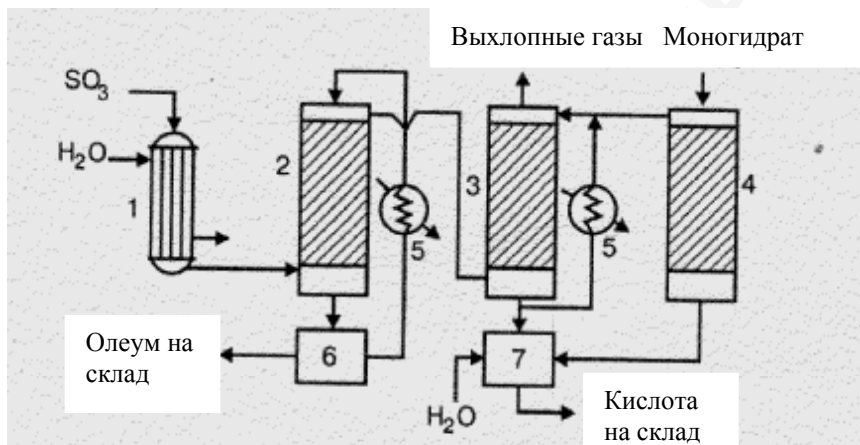 Выхлопные газы Моногидрат
SO₃
H₂O
1
2
5
3
5
4
6
7
Олеум на
склад
H₂O
Кислота
на склад